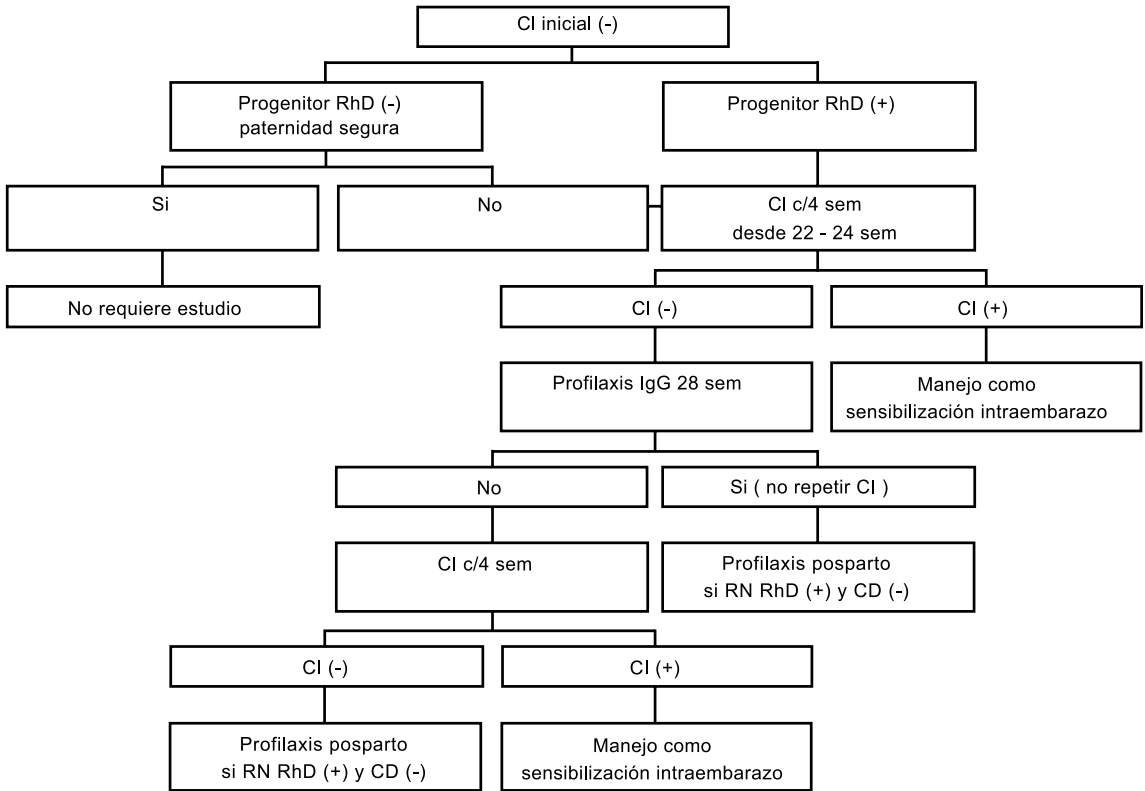 CI inicial (-)
Progenitor RhD (-)
paternidad segura
Progenitor RhD (+)
Si
No
CI c/4 sem
desde 22 - 24 sem
No requiere estudio
CI (-)
CI (+)
Profilaxis IgG 28 sem
Manejo como
sensibilización intraembarazo
No
Si ( no repetir CI )
CI c/4 sem
Profilaxis posparto
si RN RhD (+) y CD (-)
CI (-)
CI (+)
Profilaxis posparto
si RN RhD (+) y CD (-)
Manejo como
sensibilización intraembarazo